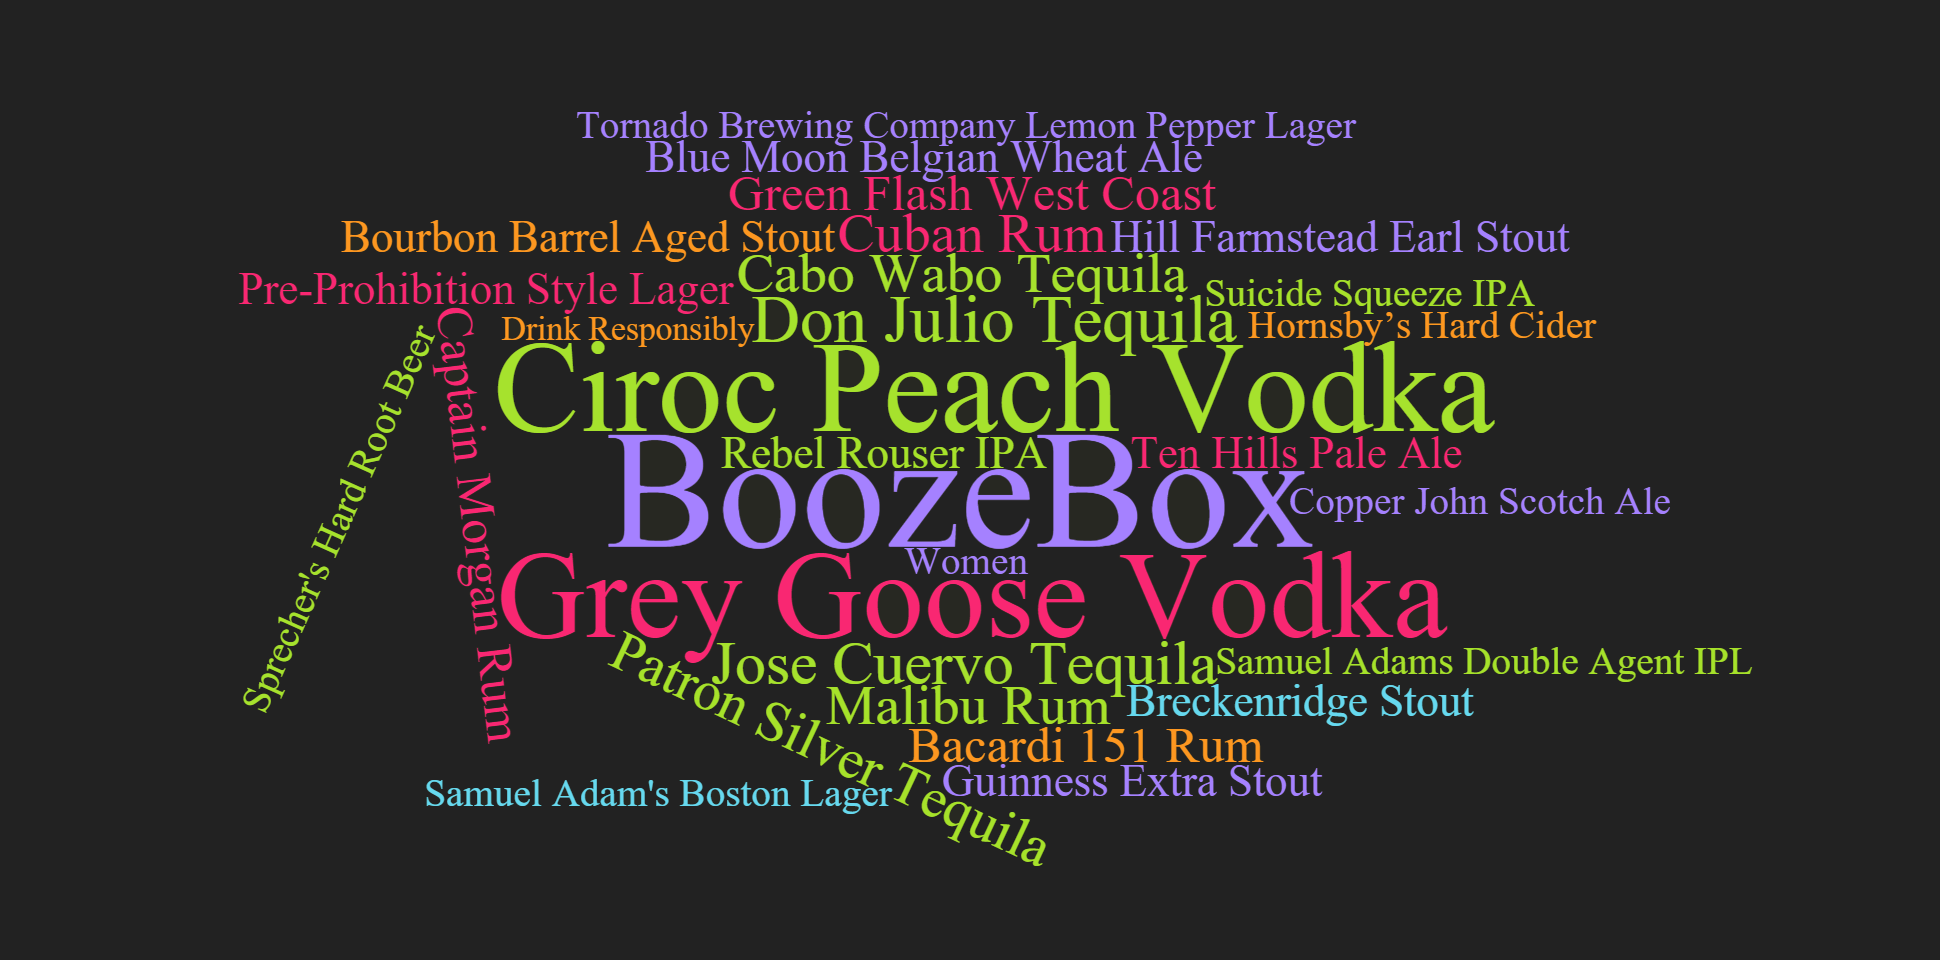 Tornado Brewing Company Lemon Pepper Lager
Blue Moon Belgian Wheat Ale
Green Flash West Coast
Bourbon Barrel Aged Stout
Cuban Rum
Hill Farmstead Earl Stout
Pre-Prohibition Style Lager
Cabo Wabo Tequila
Suicide Squeeze IPA
Drink Responsibly
Don Julio Tequila
Hornsby’s Hard Cider
Sprecher's Hard Root Beer
Captain Morgan Rum
Ciroc Peach Vodka
Rebel Rouser IPA
Ten Hills Pale Ale
BoozeBox
Copper John Scotch Ale
Women
Grey Goose Vodka
Patron Silver Tequila
Jose Cuervo Tequila
Samuel Adams Double Agent IPL
Malibu Rum
Breckenridge Stout
Bacardi 151 Rum
Samuel Adam's Boston Lager
Guinness Extra Stout